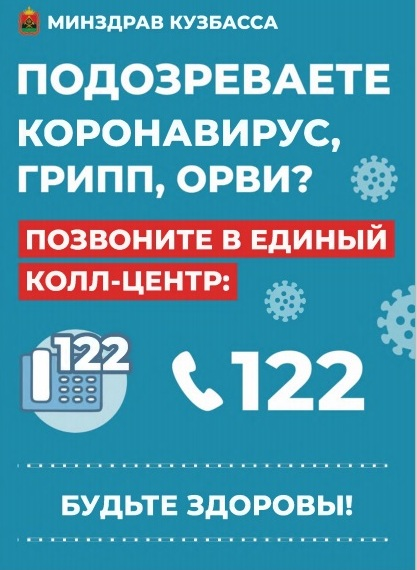 МИНЗДРАВ КУЗБАССА
ПОДОЗРЕВАЕТЕ
КОРОНАВИРУС,
ГРИПП, ОРВИ?
ПОЗВОНИТЕ В ЕДИНЫЙ
КОЛЛ-ЦЕНТР:
122
122
БУДЬТЕ ЗДОРОВЫ!